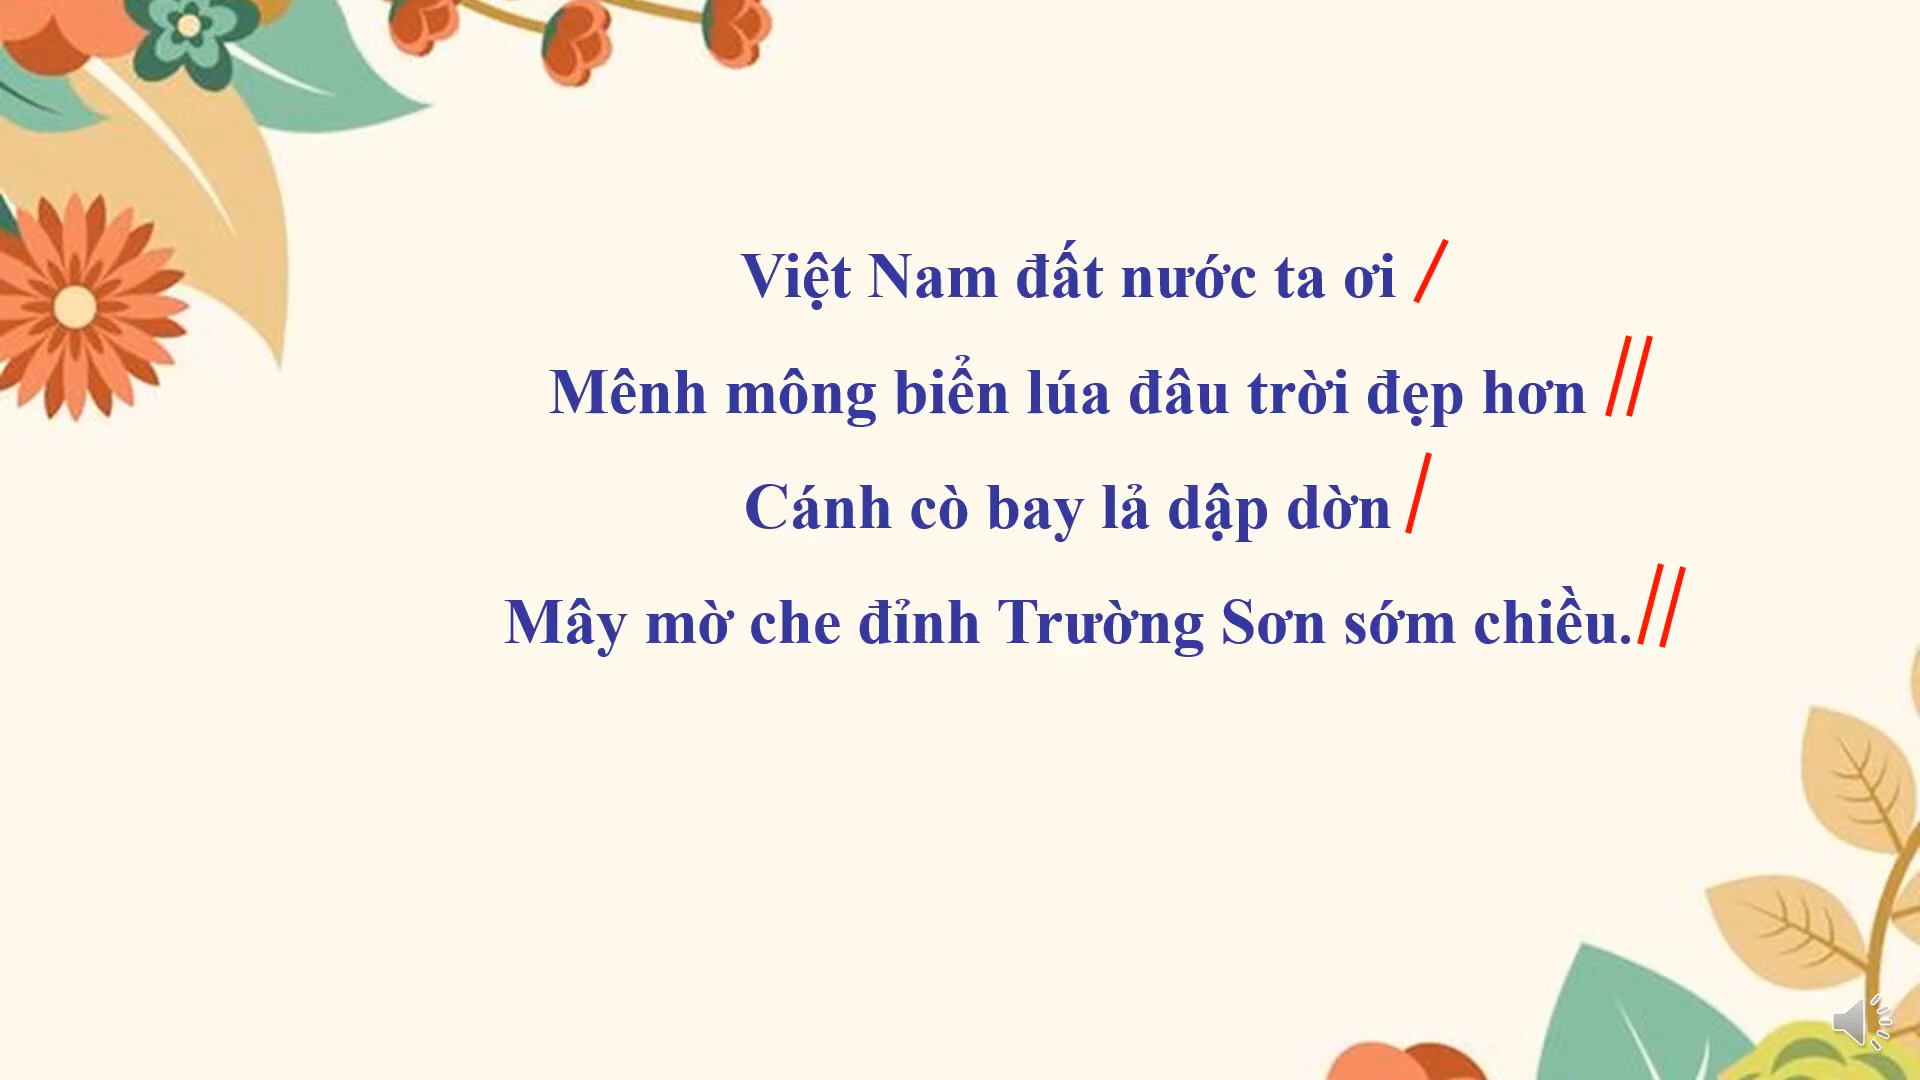 Việt Nam đất nước ta ơi /
Mênh mông biển lúa đâu trời đẹp hơn //
Cánh cò bay lả dập dờn /
Mây mờ che đỉnh Trường Sơn sớm chiều.//